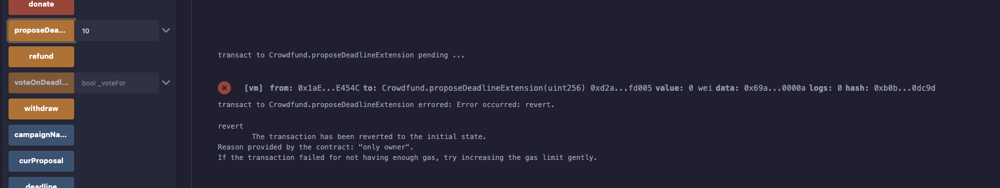 donate
proposeDea... 10
refund
voteOnDeadl... bool _voteFor
withdraw
campaignNa...
curProposal
deadline
transact to Crowdfund.proposeDeadlineExtension pending ...
[vm] from: 0x1aE...E454C to: Crowdfund.proposeDeadlineExtension(uint256) 0xd2a...fd005 value: 0 wei data: 0x69a...0000a logs: 0 hash: 0xb0b...0dc9d
transact to Crowdfund.proposeDeadlineExtension errored: Error occurred: revert.
revert
The transaction has been reverted to the initial state.
Reason provided by the contract: "only owner".
If the transaction failed for not having enough gas, try increasing the gas limit gently.